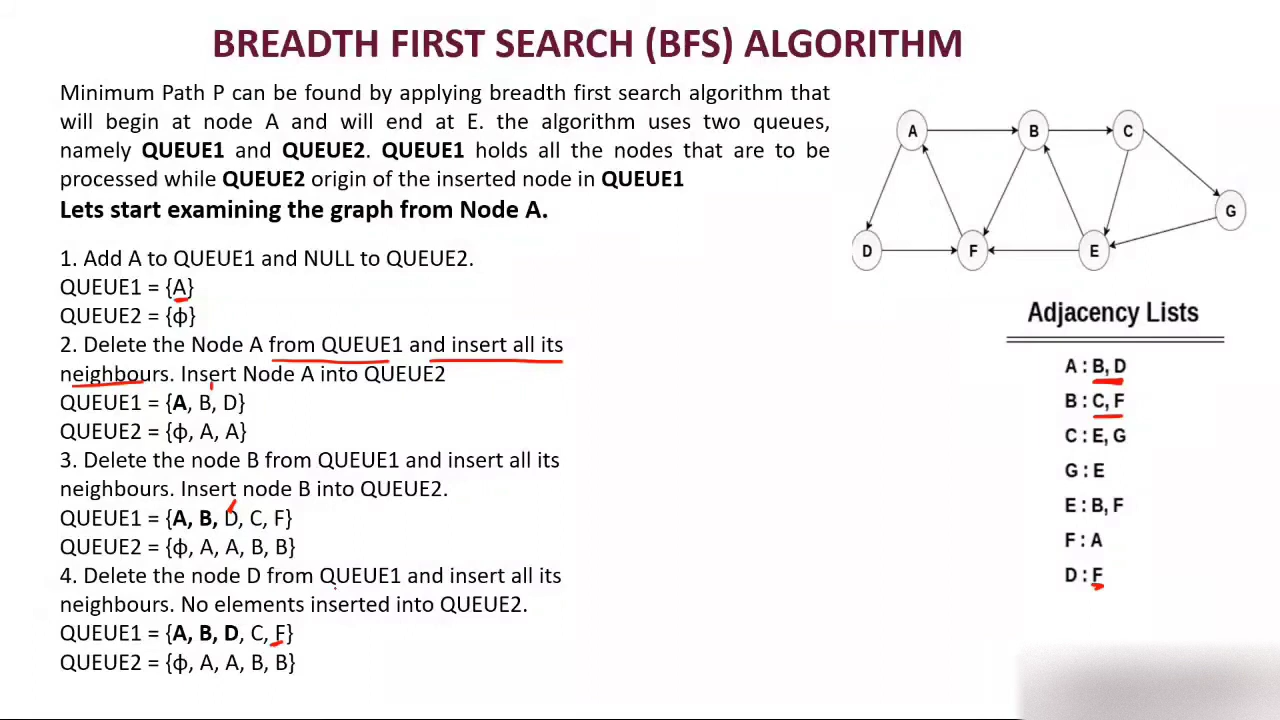 BREADTH FIRST SEARCH (BFS) ALGORITHM
Minimum Path P can be found by applying breadth first search algorithm that
will begin at node A and will end at E. the algorithm uses two queues,
namely QUEUE1 and QUEUE2. QUEUE1 holds all the nodes that are to be
processed while QUEUE2 origin of the inserted node in QUEUE1
Lets start examining the graph from Node A.
1. Add A to QUEUE1 and NULL to QUEUE2.
QUEUE1 = {A}
QUEUE2 = {ф}
2. Delete the Node A from QUEUE1 and insert all its
neighbours. Insert Node A into QUEUE2
QUEUE1 = {A, B, D}
QUEUE2 = {ф, A, A}
3. Delete the node B from QUEUE1 and insert all its
neighbours. Insert node B into QUEUE2.
QUEUE1 = {A, B, D, C, F}
QUEUE2 = {ф, A, A, B, B}
4. Delete the node D from QUEUE1 and insert all its
neighbours. No elements inserted into QUEUE2.
QUEUE1 = {A, B, D, C, F}
QUEUE2 = {ф, A, A, B, B}
A B C
G
D F E
Adjacency Lists
A : B, D
B : C, F
C : E, G
G : E
E : B, F
F : A
D : F